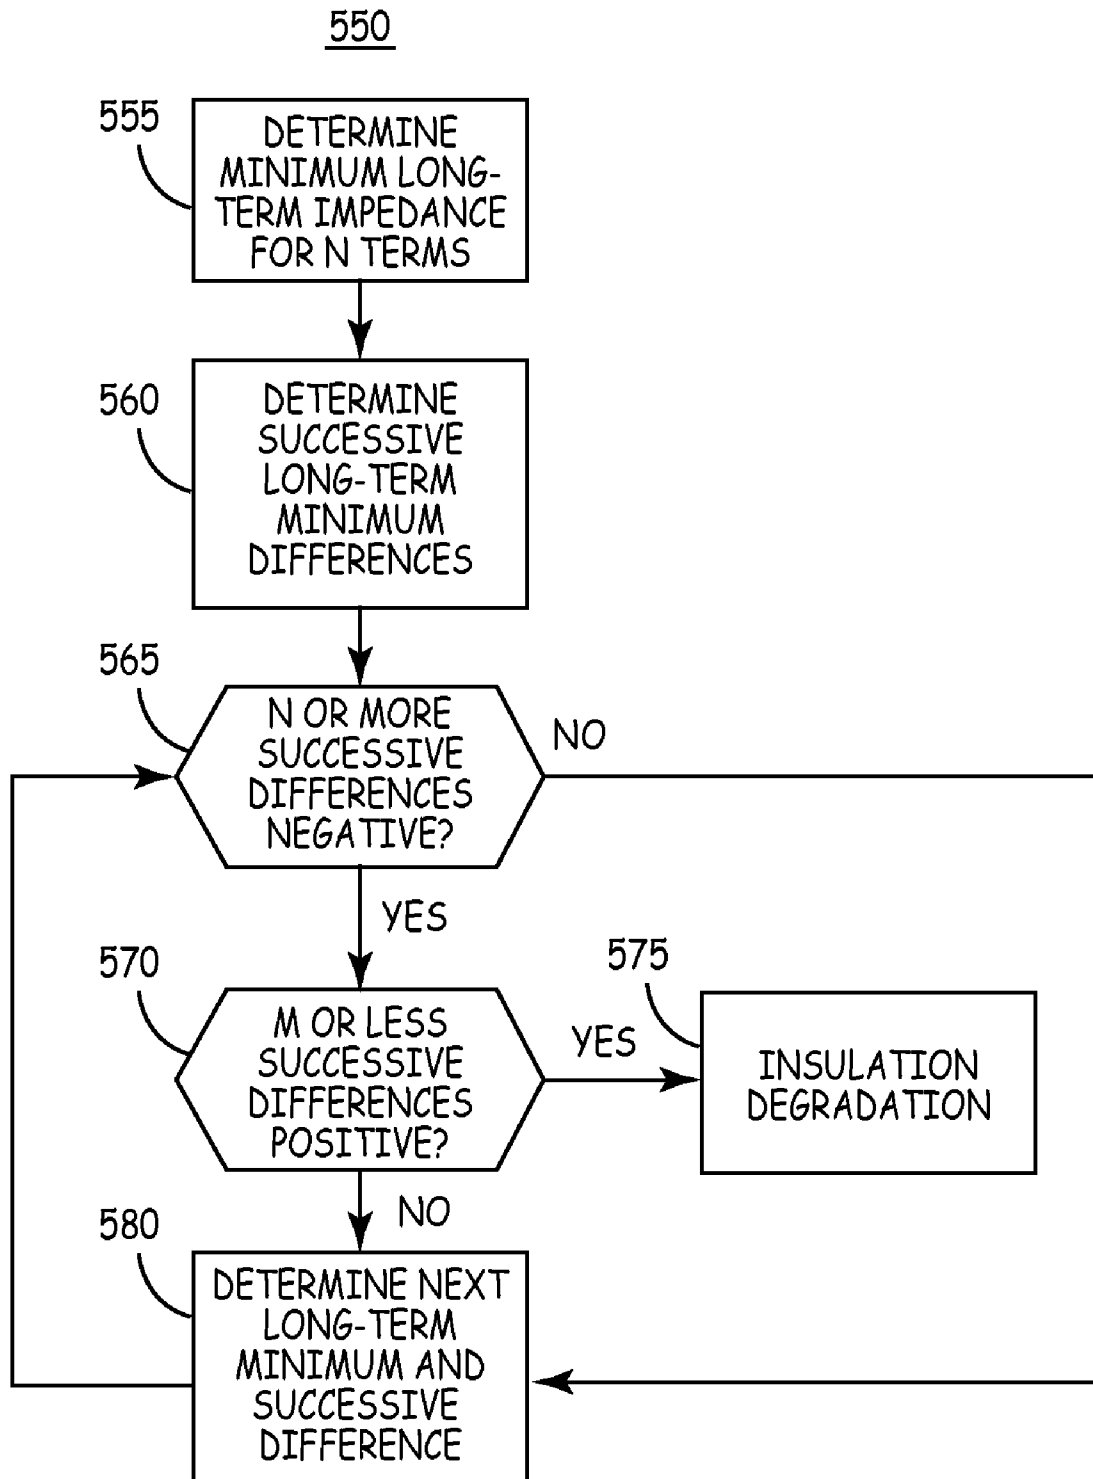 550
555
DETERMINE
MINIMUM LONG-
TERM IMPEDANCE
FOR N TERMS
560
DETERMINE
SUCCESSIVE
LONG-TERM
MINIMUM
DIFFERENCES
565
N OR MORE
SUCCESSIVE
DIFFERENCES
NEGATIVE?
NO
YES
570
M OR LESS
SUCCESSIVE
DIFFERENCES
POSITIVE?
YES
575
INSULATION
DEGRADATION
NO
580
DETERMINE NEXT
LONG-TERM
MINIMUM AND
SUCCESSIVE
DIFFERENCE